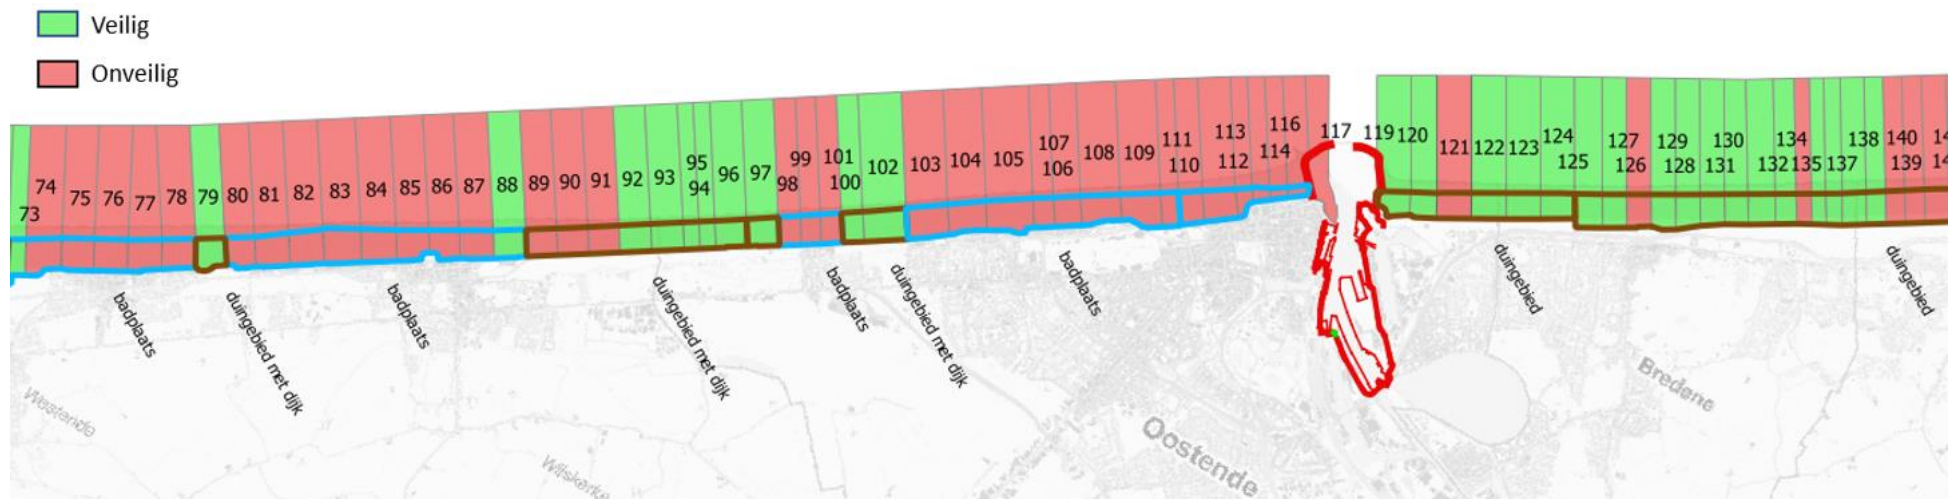 Veilig
Onveilig
73 74 75 76 77 78 79 80 81 82 83 84 85 86 87 88 89 90 91 92 93 95 94 96 97 98 99 101 100 102 103 104 105 107 106 108 109 111 110 113 112 116 114 117 119 120 121 122 123 124 125 127 126 129 128 130 131 132 134 135 137 138 140 139
badplaats
duingebied met dijk
badplaats
duingebied met dijk
badplaats
duingebied met dijk
badplaats
duingebied
duingebied
Westende
Wilskerke
Oostende
Bredene